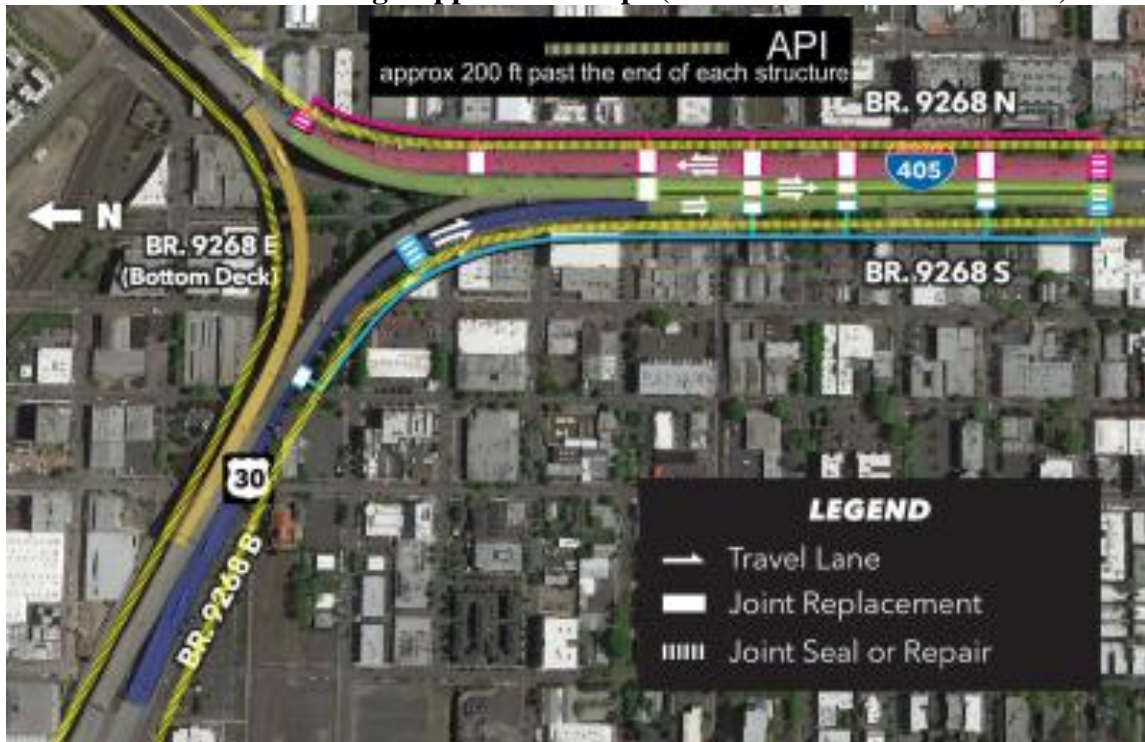 API
approx 200 ft past the end of each structure
BR. 9268 N
405
N
BR. 9268 E
(Bottom Deck)
BR. 9268 S
30
BR. 9268 B
LEGEND
Travel Lane
Joint Replacement
Joint Seal or Repair